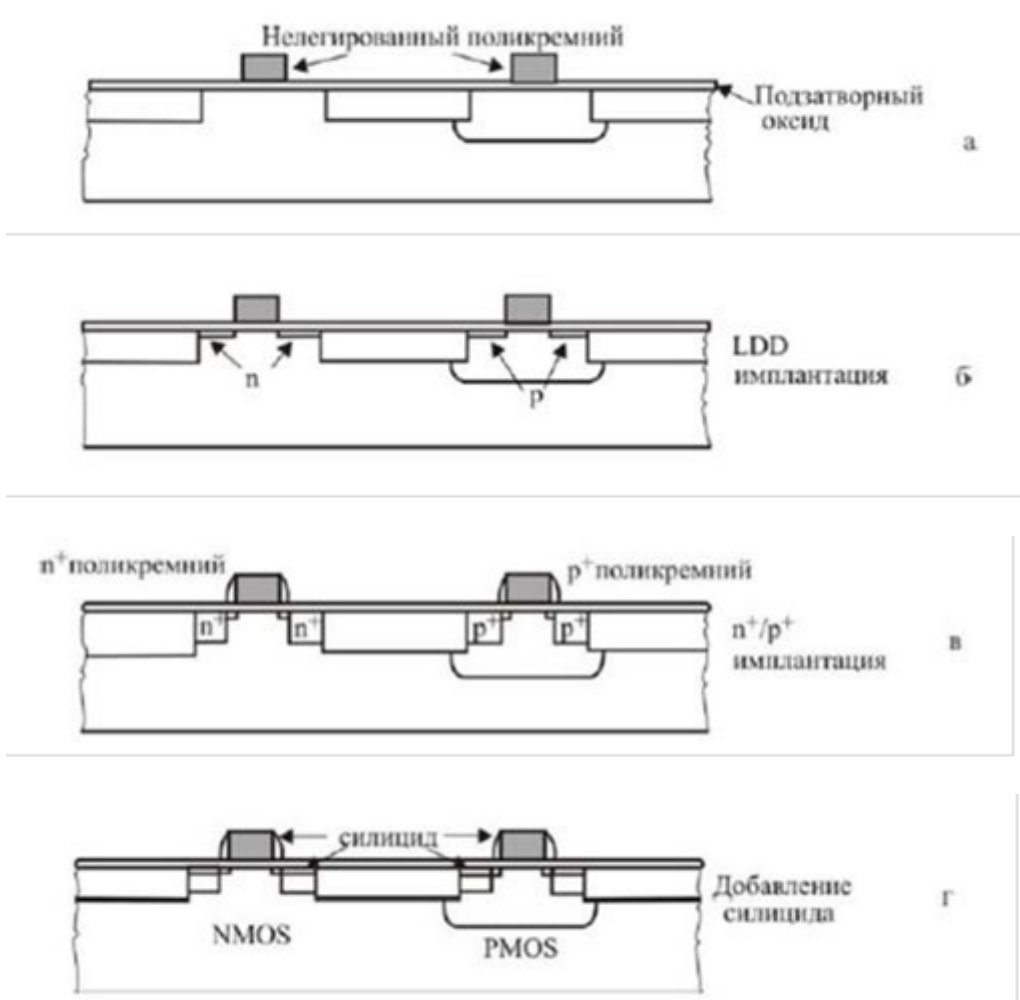 Нелегированный поликремний
Подзатворный
оксид
а
n
p
LDD
имплантация
б
n⁺поликремний
p⁺поликремний
n⁺
n⁺
p⁺
p⁺
n⁺/p⁺
имплантация
в
силицид
NMOS
PMOS
Добавление
силицида
г